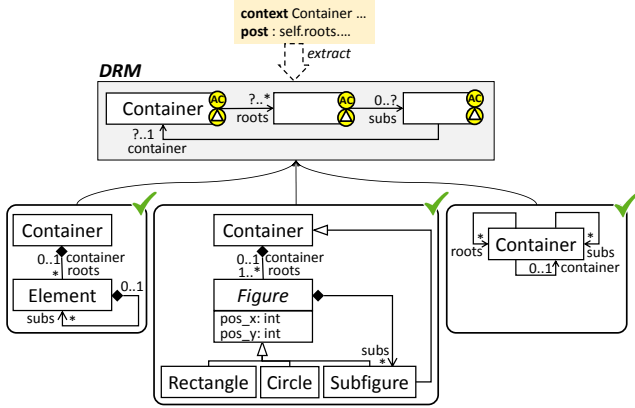 context Container ...
post : self.roots....
extract
DRM
Container
AC
?..*
roots
AC
0..?
subs
AC
?..1
container
Container
0..1
container
roots
*
Element
0..1
subs
*
Container
0..1
container
1..*
roots
Figure
pos_x: int
pos_y: int
subs
*
Rectangle
Circle
Subfigure
roots
*
Container
*
subs
0..1
container